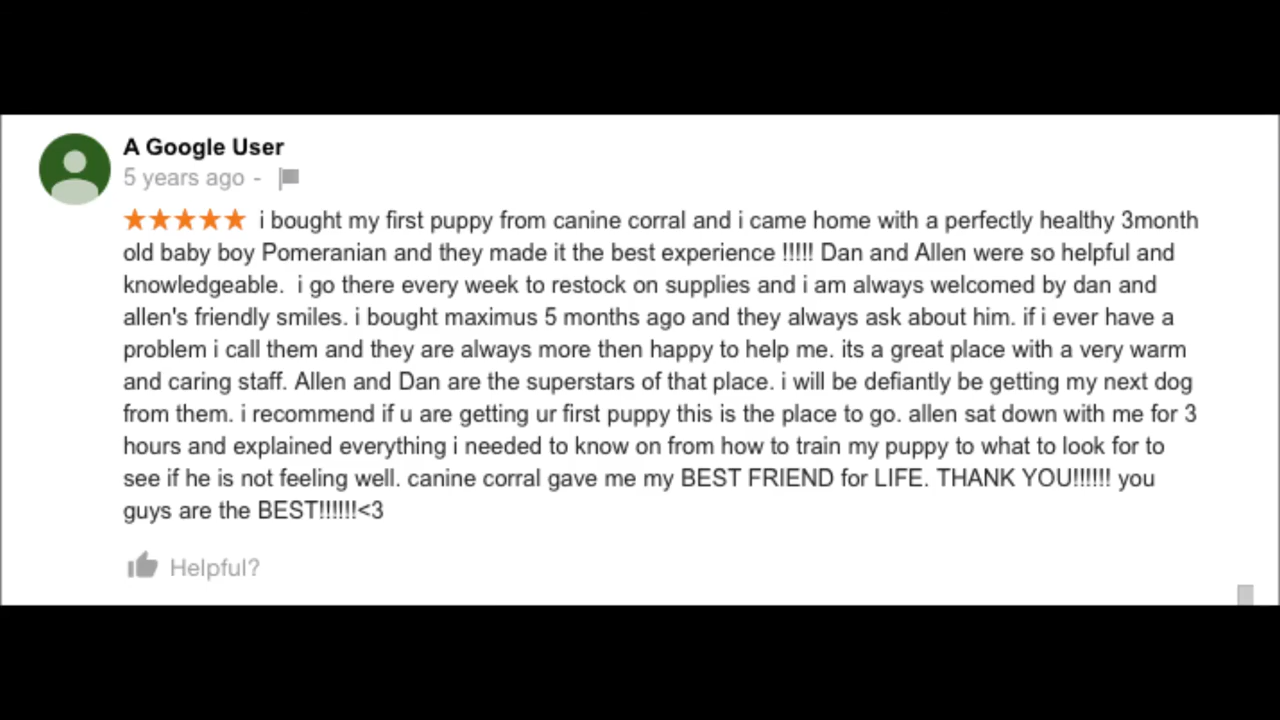 A Google User
5 years ago -
★★★★★ i bought my first puppy from canine corral and i came home with a perfectly healthy 3month
old baby boy Pomeranian and they made it the best experience !!!!! Dan and Allen were so helpful and
knowledgeable.  i go there every week to restock on supplies and i am always welcomed by dan and
allen's friendly smiles. i bought maximus 5 months ago and they always ask about him. if i ever have a
problem i call them and they are always more then happy to help me. its a great place with a very warm
and caring staff. Allen and Dan are the superstars of that place. i will be defiantly be getting my next dog
from them. i recommend if u are getting ur first puppy this is the place to go. allen sat down with me for 3
hours and explained everything i needed to know on from how to train my puppy to what to look for to
see if he is not feeling well. canine corral gave me my BEST FRIEND for LIFE. THANK YOU!!!!!! you
guys are the BEST!!!!!!<3
Helpful?